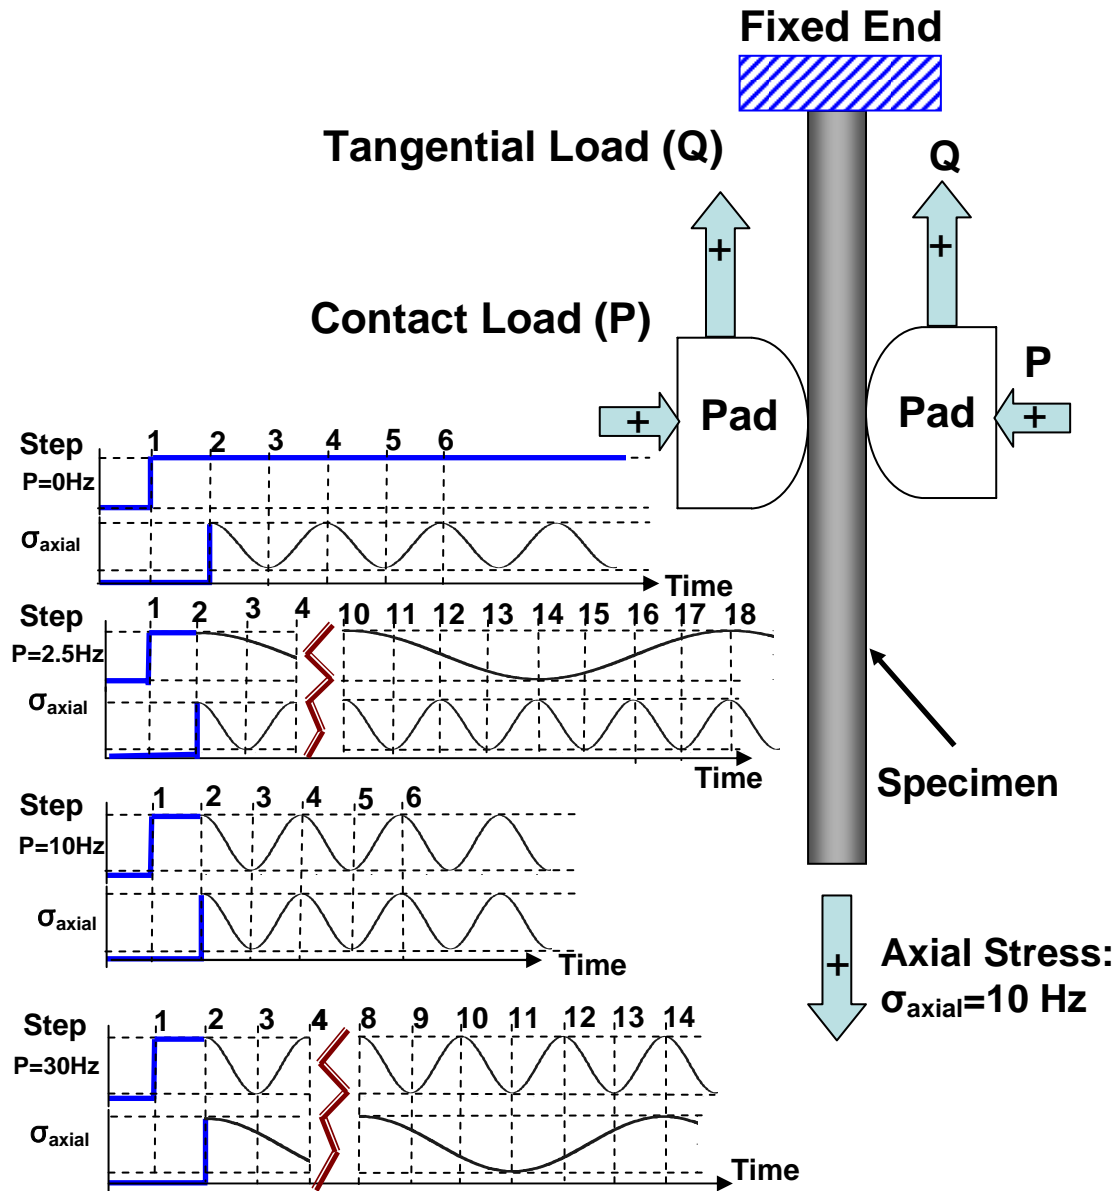 Fixed End
Tangential Load (Q)
Q
+
+
Contact Load (P)
P
+
Pad
Pad
+
Step
1 2 3 4 5 6
P=0Hz
σaxial
Time
Step
1 2 3 4 10 11 12 13 14 15 16 17 18
P=2.5Hz
σaxial
Time
Specimen
Step
1 2 3 4 5 6
P=10Hz
σaxial
Time
+
Axial Stress:
σaxial=10 Hz
Step
1 2 3 4 8 9 10 11 12 13 14
P=30Hz
σaxial
Time